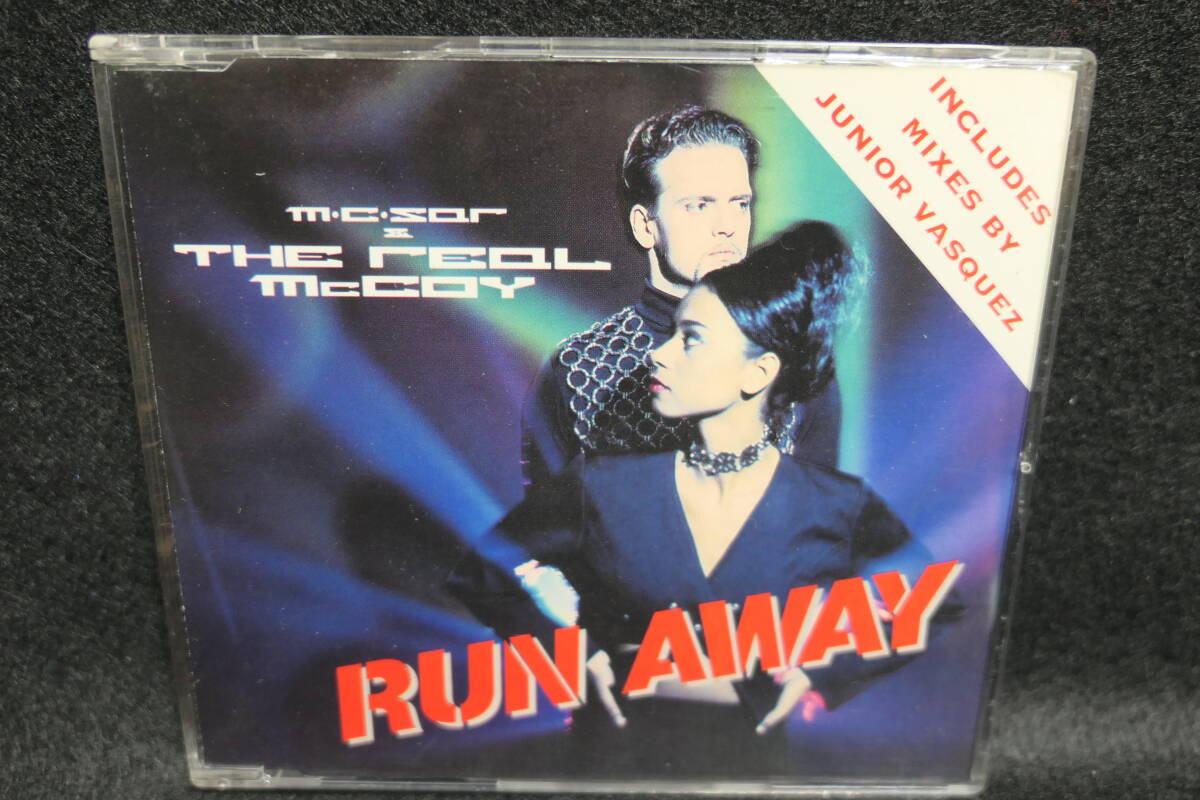 M·C·SAR
&
THE REAL
McCOY
INCLUDES
MIXES BY
JUNIOR VASQUEZ
RUN AWAY